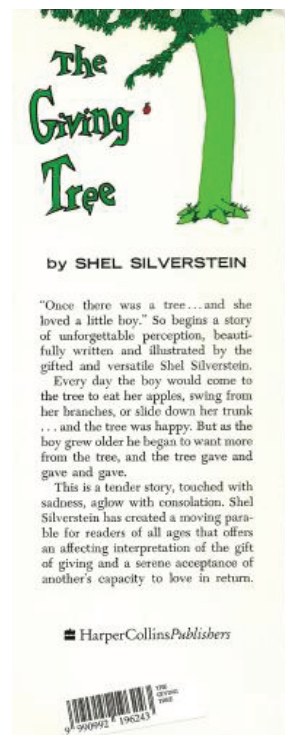 The
Giving
Tree
by SHEL SILVERSTEIN
"Once there was a tree...and she
loved a little boy." So begins a story
of unforgettable perception, beauti-
fully written and illustrated by the
gifted and versatile Shel Silverstein.
Every day the boy would come to
the tree to eat her apples, swing from
her branches, or slide down her trunk
...and the tree was happy. But as the
boy grew older he began to want more
from the tree, and the tree gave and
gave and gave.
This is a tender story, touched with
sadness, aglow with consolation. Shel
Silverstein has created a moving para-
ble for readers of all ages that offers
an affecting interpretation of the gift
of giving and a serene acceptance of
another's capacity to love in return.
HarperCollinsPublishers
THE
GIVING
TREE
9 990992 196243